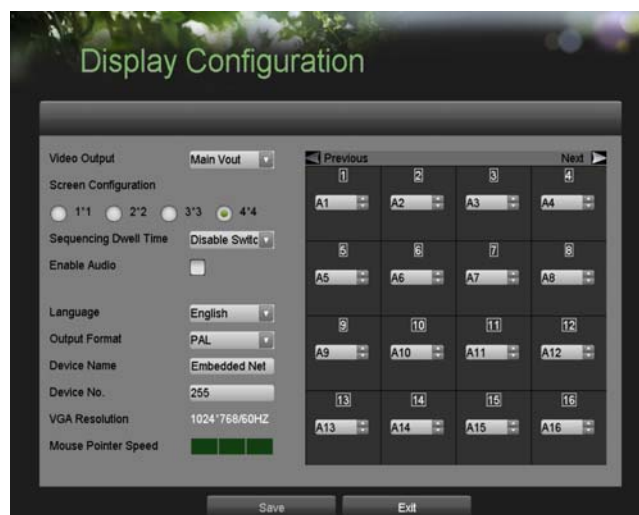 Display Configuration
Video Output Main Vout
Screen Configuration
1*1 2*2 3*3 4*4
Sequencing Dwell Time Disable Switc
Enable Audio
Language English
Output Format PAL
Device Name Embedded Net
Device No. 255
VGA Resolution 1024*768/60HZ
Mouse Pointer Speed
Previous Next
1 2 3 4
A1 A2 A3 A4
5 6 7 8
A5 A6 A7 A8
9 10 11 12
A9 A10 A11 A12
13 14 15 16
A13 A14 A15 A16
Save Exit